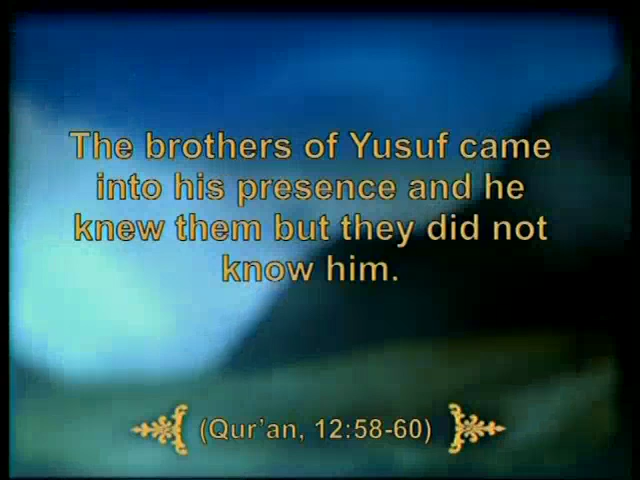 The brothers of Yusuf came
into his presence and he
knew them but they did not
know him.
(Qur'an, 12:58-60)